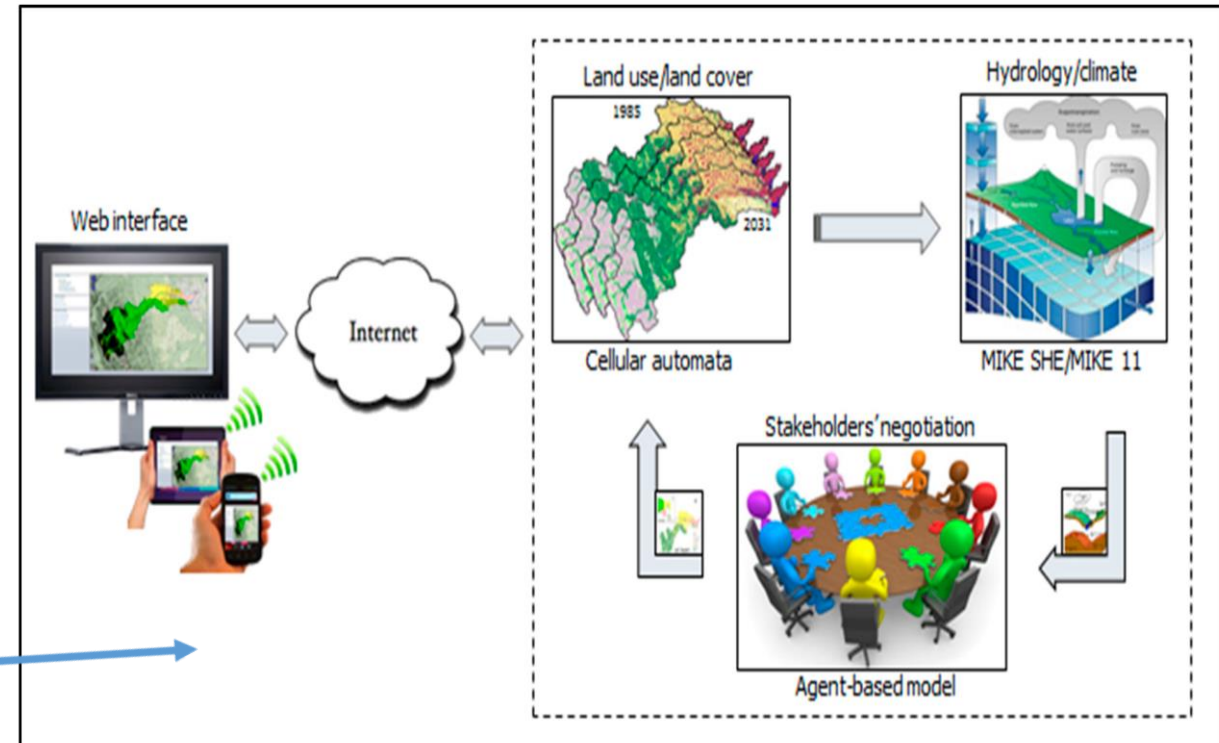 Land use/land cover
Hydrology/climate
1985
2031
Web interface
Internet
Cellular automata
MIKE SHE/MIKE 11
Stakeholders’ negotiation
Agent-based model